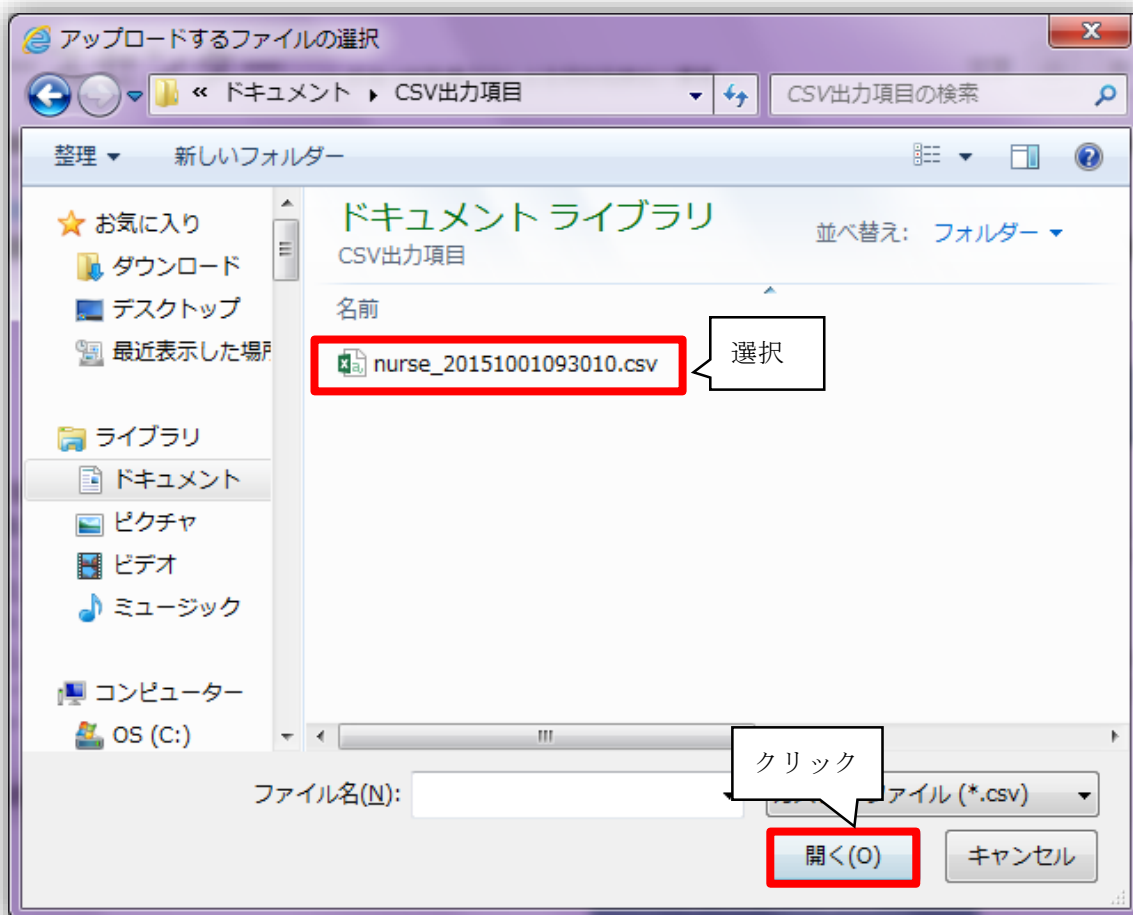 アップロードするファイルの選択
« ドキュメント ▸ CSV出力項目
CSV出力項目の検索
整理 新しいフォルダー
お気に入り
ダウンロード
デスクトップ
最近表示した場所
ライブラリ
ドキュメント
ピクチャ
ビデオ
ミュージック
コンピューター
OS (C:)
ドキュメント ライブラリ
CSV出力項目
並べ替え: フォルダー
名前
nurse_20151001093010.csv
選択
クリック
ファイル名(N):
ァイル (*.csv)
開く(O)
キャンセル